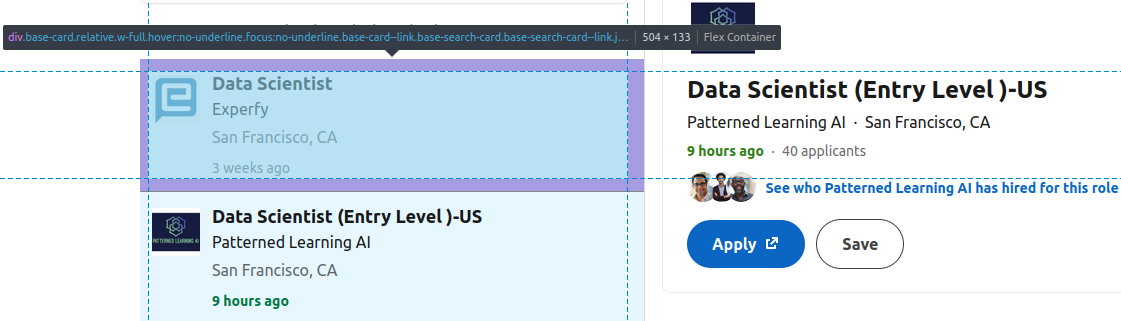 div.base-card.relative.w-full.hover:no-underline.focus:no-underline.base-card--link.base-search-card.base-search-card--link.j… 504 × 133 Flex Container
Data Scientist
Experfy
San Francisco, CA
3 weeks ago
PATTERNED LEARNING AI
Data Scientist (Entry Level )-US
Patterned Learning AI
San Francisco, CA
9 hours ago
Data Scientist (Entry Level )-US
Patterned Learning AI · San Francisco, CA
9 hours ago · 40 applicants
See who Patterned Learning AI has hired for this role
Apply
Save